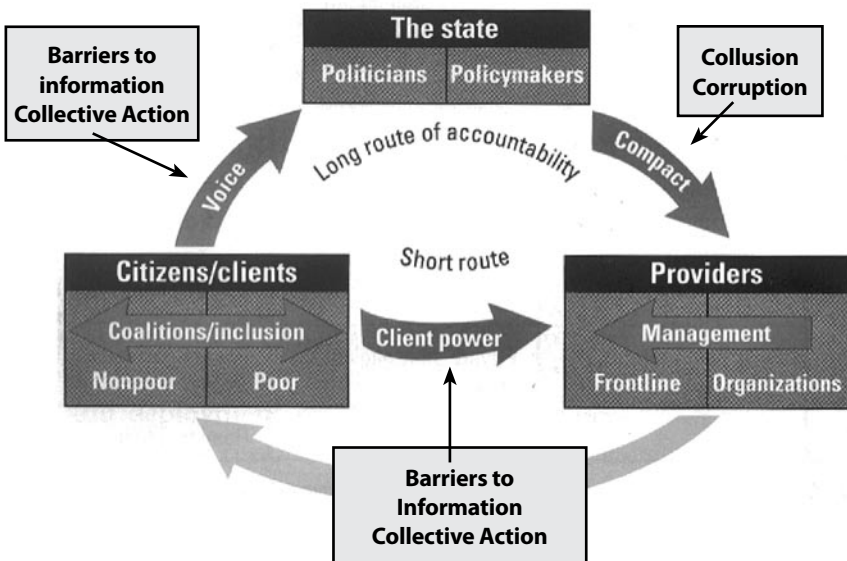 The state
Politicians
Policymakers
Barriers to
information
Collective Action
Collusion
Corruption
Long route of accountability
Voice
Compact
Short route
Citizens/clients
Coalitions/inclusion
Nonpoor
Poor
Client power
Providers
Management
Frontline
Organizations
Barriers to
Information
Collective Action